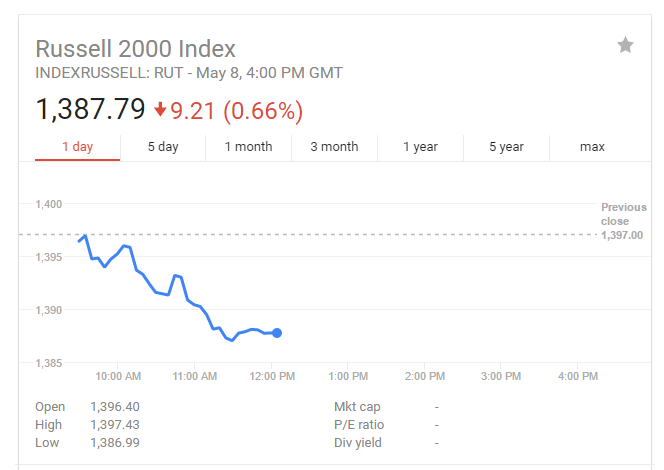 Russell 2000 Index
INDEXRUSSELL: RUT - May 8, 4:00 PM GMT
1,387.79 9.21 (0.66%)
1 day 5 day 1 month 3 month 1 year 5 year max
1,400
Previous
close
1,397.00
1,395
1,390
1,385
10:00 AM 11:00 AM 12:00 PM 1:00 PM 2:00 PM 3:00 PM 4:00 PM
Open 1,396.40 Mkt cap -
High 1,397.43 P/E ratio -
Low 1,386.99 Div yield -